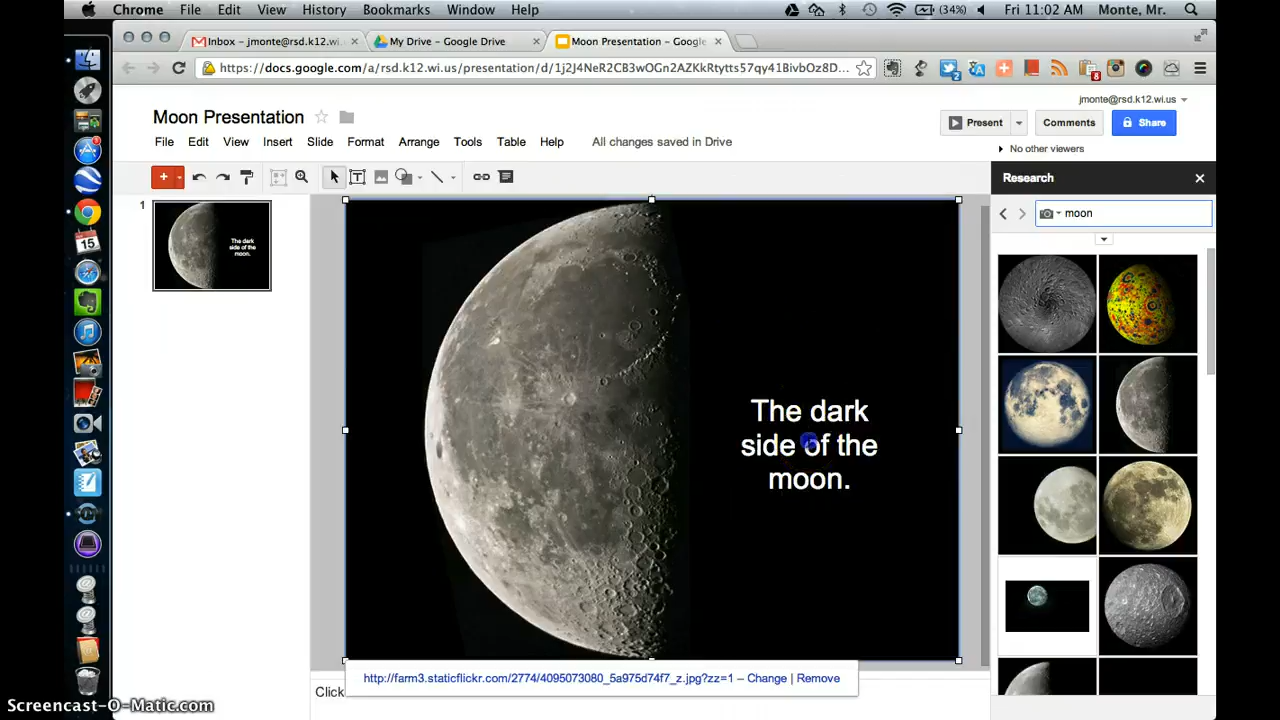 Chrome File Edit View History Bookmarks Window Help (34%) Fri 11:02 AM Monte, Mr.
Inbox – jmonte@rsd.k12.wi... × My Drive – Google Drive × Moon Presentation – Google ×
https://docs.google.com/a/rsd.k12.wi.us/presentation/d/1j2J4NeR2CB3wOGn2AZKkRtytts57qy41BivbOz8D... 2 8
jmonte@rsd.k12.wi.us
Moon Presentation Present Comments Share
File Edit View Insert Slide Format Arrange Tools Table Help All changes saved in Drive
No other viewers
Research ×
moon
1
The dark
side of the
moon.
The dark
side of the
moon.
15
http://farm3.staticflickr.com/2774/4095073080_5a975d74f7_z.jpg?zz=1 – Change | Remove
Click
Screencast-O-Matic.com